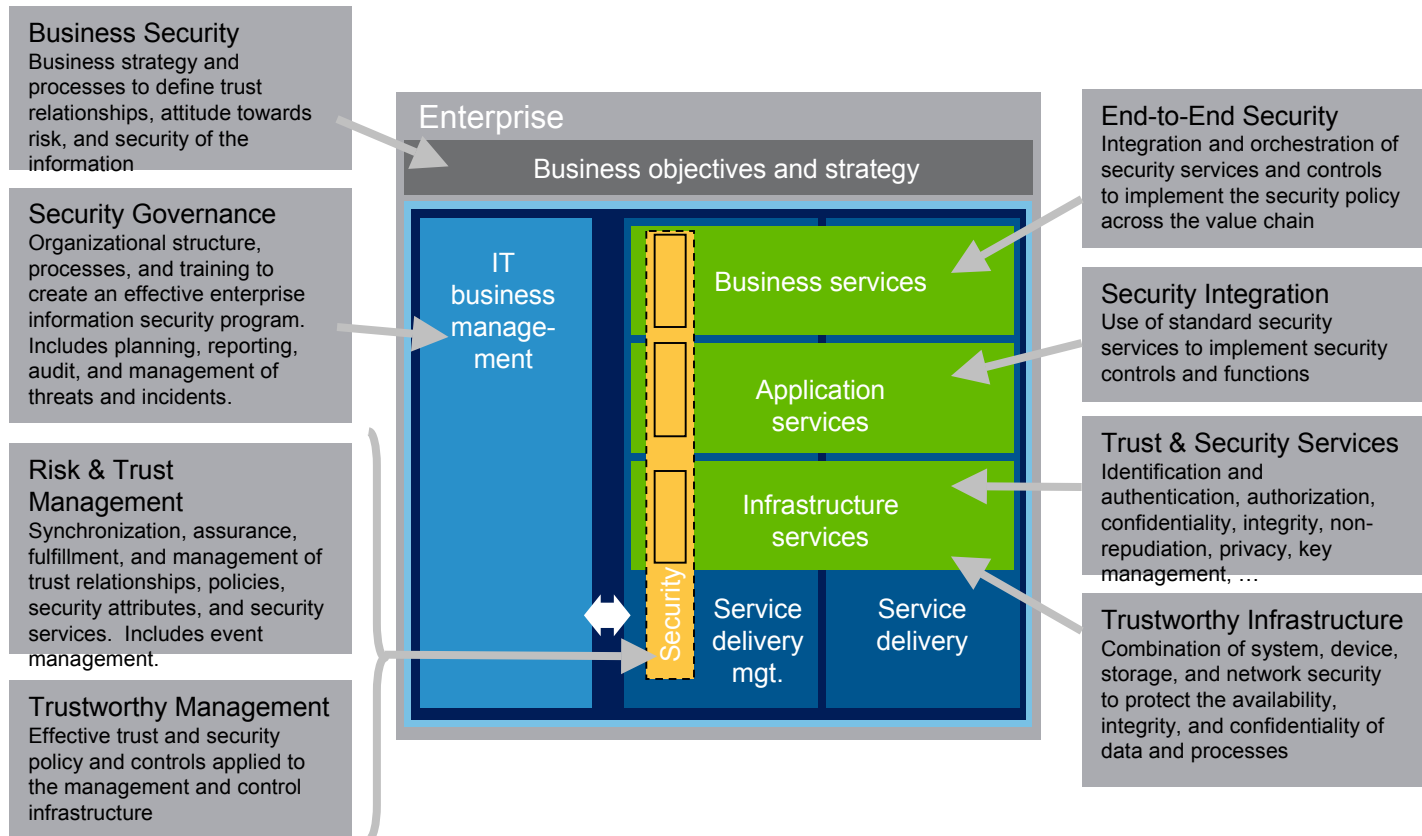 Business Security
Business strategy and
processes to define trust
relationships, attitude towards
risk, and security of the
information
Security Governance
Organizational structure,
processes, and training to
create an effective enterprise
information security program.
Includes planning, reporting,
audit, and management of
threats and incidents.
Risk & Trust
Management
Synchronization, assurance,
fulfillment, and management of
trust relationships, policies,
security attributes, and security
services.  Includes event
management.
Trustworthy Management
Effective trust and security
policy and controls applied to
the management and control
infrastructure
Enterprise
Business objectives and strategy
IT
business
manage-
ment
Business services
Application
services
Infrastructure
services
Security
Service
delivery
mgt.
Service
delivery
End-to-End Security
Integration and orchestration of
security services and controls
to implement the security policy
across the value chain
Security Integration
Use of standard security
services to implement security
controls and functions
Trust & Security Services
Identification and
authentication, authorization,
confidentiality, integrity, non-
repudiation, privacy, key
management, …
Trustworthy Infrastructure
Combination of system, device,
storage, and network security
to protect the availability,
integrity, and confidentiality of
data and processes